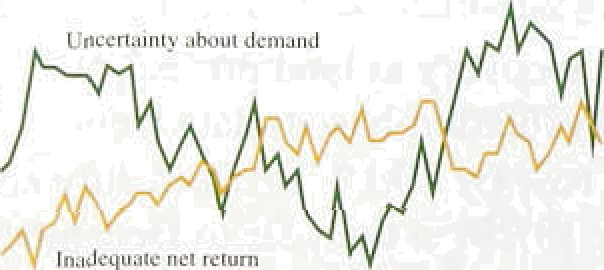 Uncertainty about demand
Inadequate net return